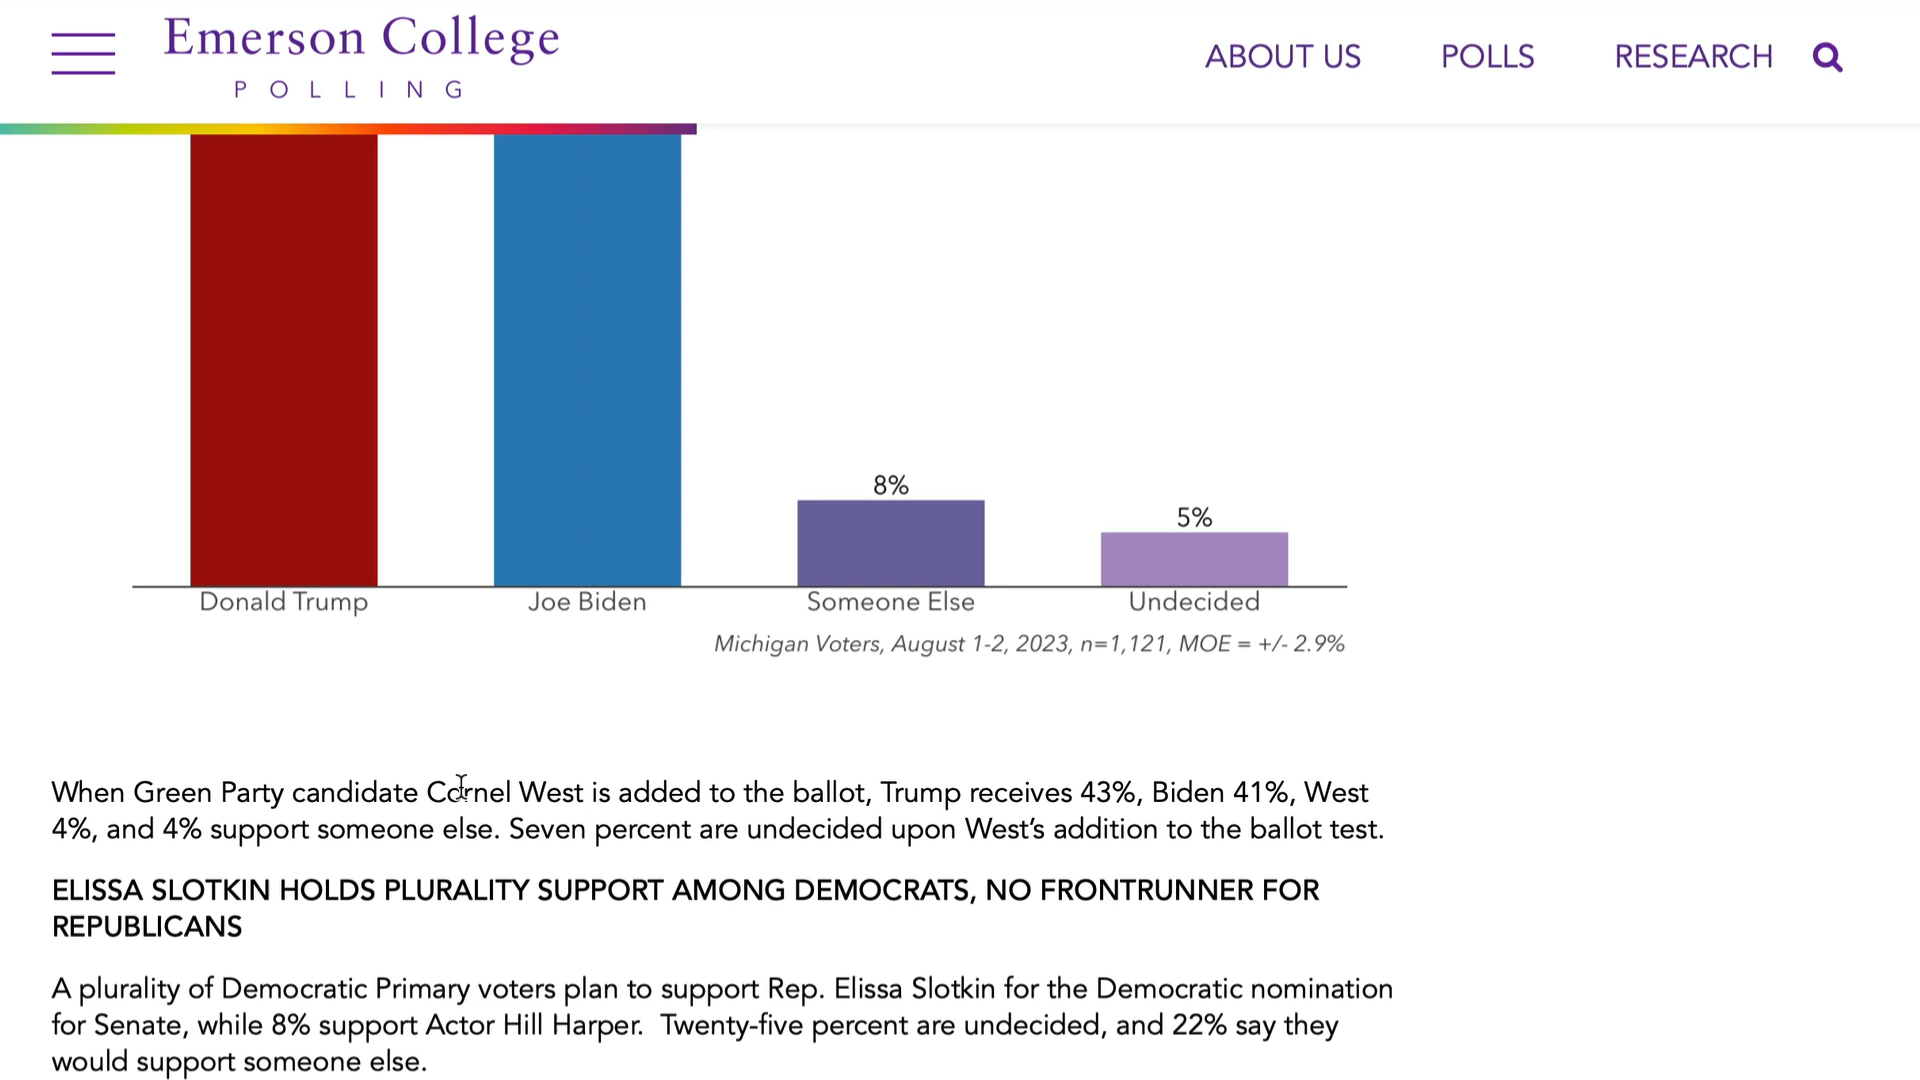 Emerson College
POLLING
ABOUT US
POLLS
RESEARCH
8%
5%
Donald Trump
Joe Biden
Someone Else
Undecided
Michigan Voters, August 1-2, 2023, n=1,121, MOE = +/- 2.9%
When Green Party candidate Cornel West is added to the ballot, Trump receives 43%, Biden 41%, West
4%, and 4% support someone else. Seven percent are undecided upon West’s addition to the ballot test.
ELISSA SLOTKIN HOLDS PLURALITY SUPPORT AMONG DEMOCRATS, NO FRONTRUNNER FOR
REPUBLICANS
A plurality of Democratic Primary voters plan to support Rep. Elissa Slotkin for the Democratic nomination
for Senate, while 8% support Actor Hill Harper.  Twenty-five percent are undecided, and 22% say they
would support someone else.